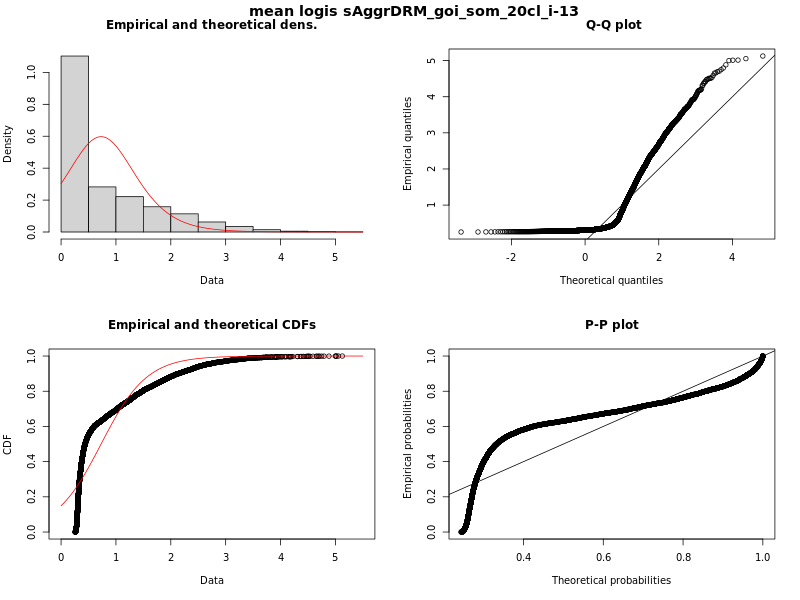 mean logis sAggrDRM_goi_som_20cl_i-13
Empirical and theoretical dens.
Density
0.0 0.2 0.4 0.6 0.8 1.0
0 1 2 3 4 5
Data
Q-Q plot
Empirical quantiles
1 2 3 4 5
-2 0 2 4
Theoretical quantiles
Empirical and theoretical CDFs
CDF
0.0 0.2 0.4 0.6 0.8 1.0
0 1 2 3 4 5
Data
P-P plot
Empirical probabilities
0.0 0.2 0.4 0.6 0.8 1.0
0.4 0.6 0.8 1.0
Theoretical probabilities